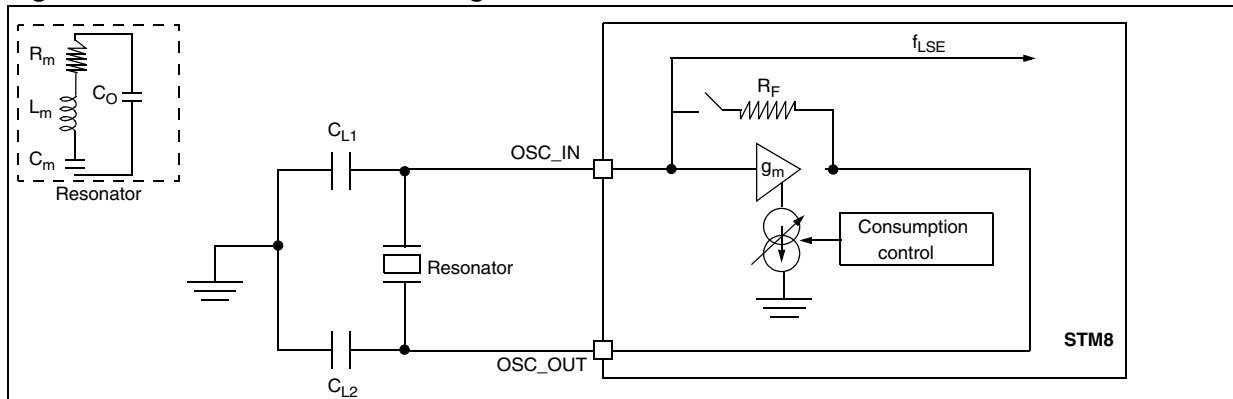 Rm
Lm
CO
Cm
Resonator
fLSE
RF
CL1
OSC_IN
gm
Consumption
control
Resonator
STM8
OSC_OUT
CL2